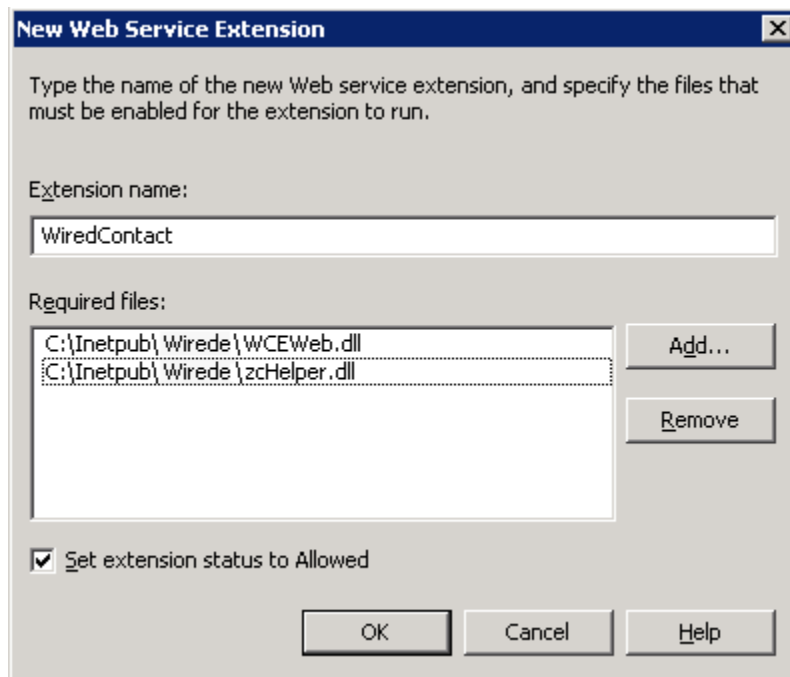 New Web Service Extension
Type the name of the new Web service extension, and specify the files that
must be enabled for the extension to run.
Extension name:
WiredContact
Required files:
C:\Inetpub\ Wirede\WCEWeb.dll
Add...
C:\Inetpub\ Wirede\zcHelper.dll
Remove
Set extension status to Allowed
OK Cancel Help